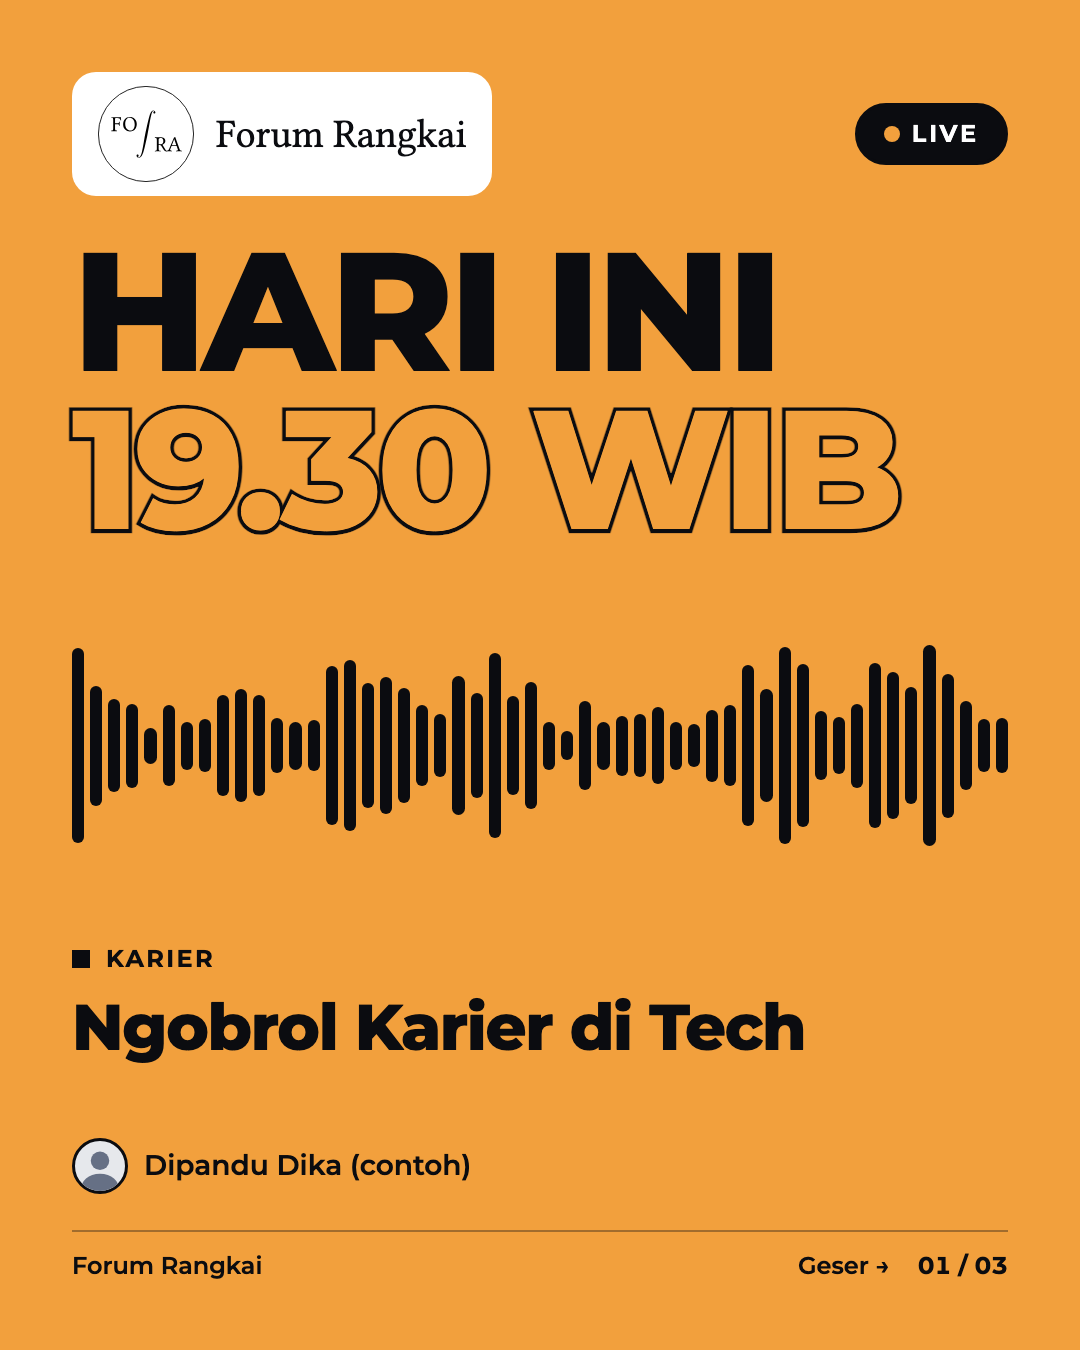 FO RA
Forum Rangkai
LIVE
HARI INI
19.30 WIB
KARIER
Ngobrol Karier di Tech
Dipandu Dika (contoh)
Forum Rangkai
Geser → 01 / 03